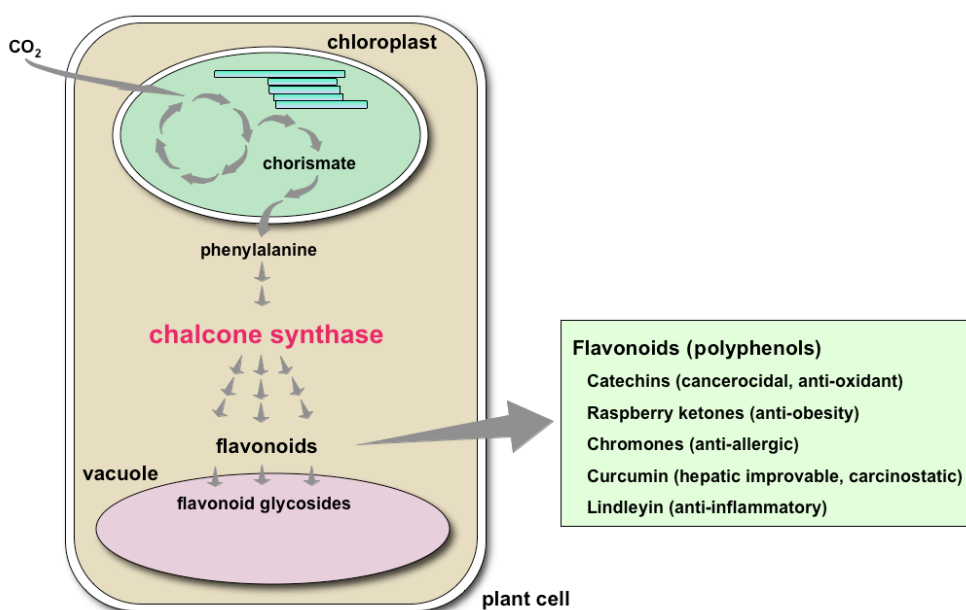 chloroplast
CO₂
chorismate
phenylalanine
chalcone synthase
flavonoids
vacuole
flavonoid glycosides
plant cell
Flavonoids (polyphenols)
Catechins (cancerocidal, anti-oxidant)
Raspberry ketones (anti-obesity)
Chromones (anti-allergic)
Curcumin (hepatic improvable, carcinostatic)
Lindleyin (anti-inflammatory)